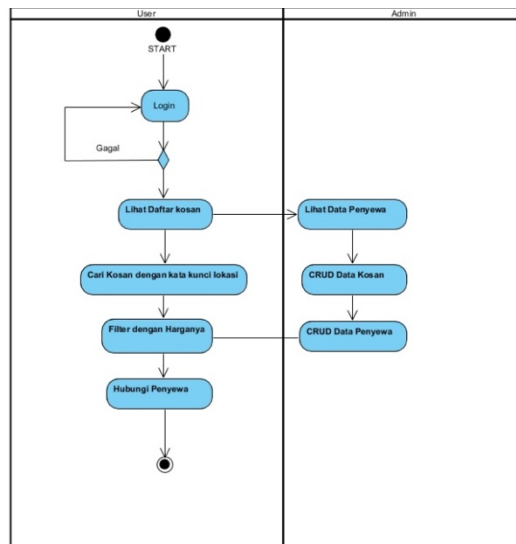 User Admin
START
Login
Gagal
Lihat Daftar kosan
Lihat Data Penyewa
Cari Kosan dengan kata kunci lokasi
CRUD Data Kosan
Filter dengan Harganya
CRUD Data Penyewa
Hubungi Penyewa